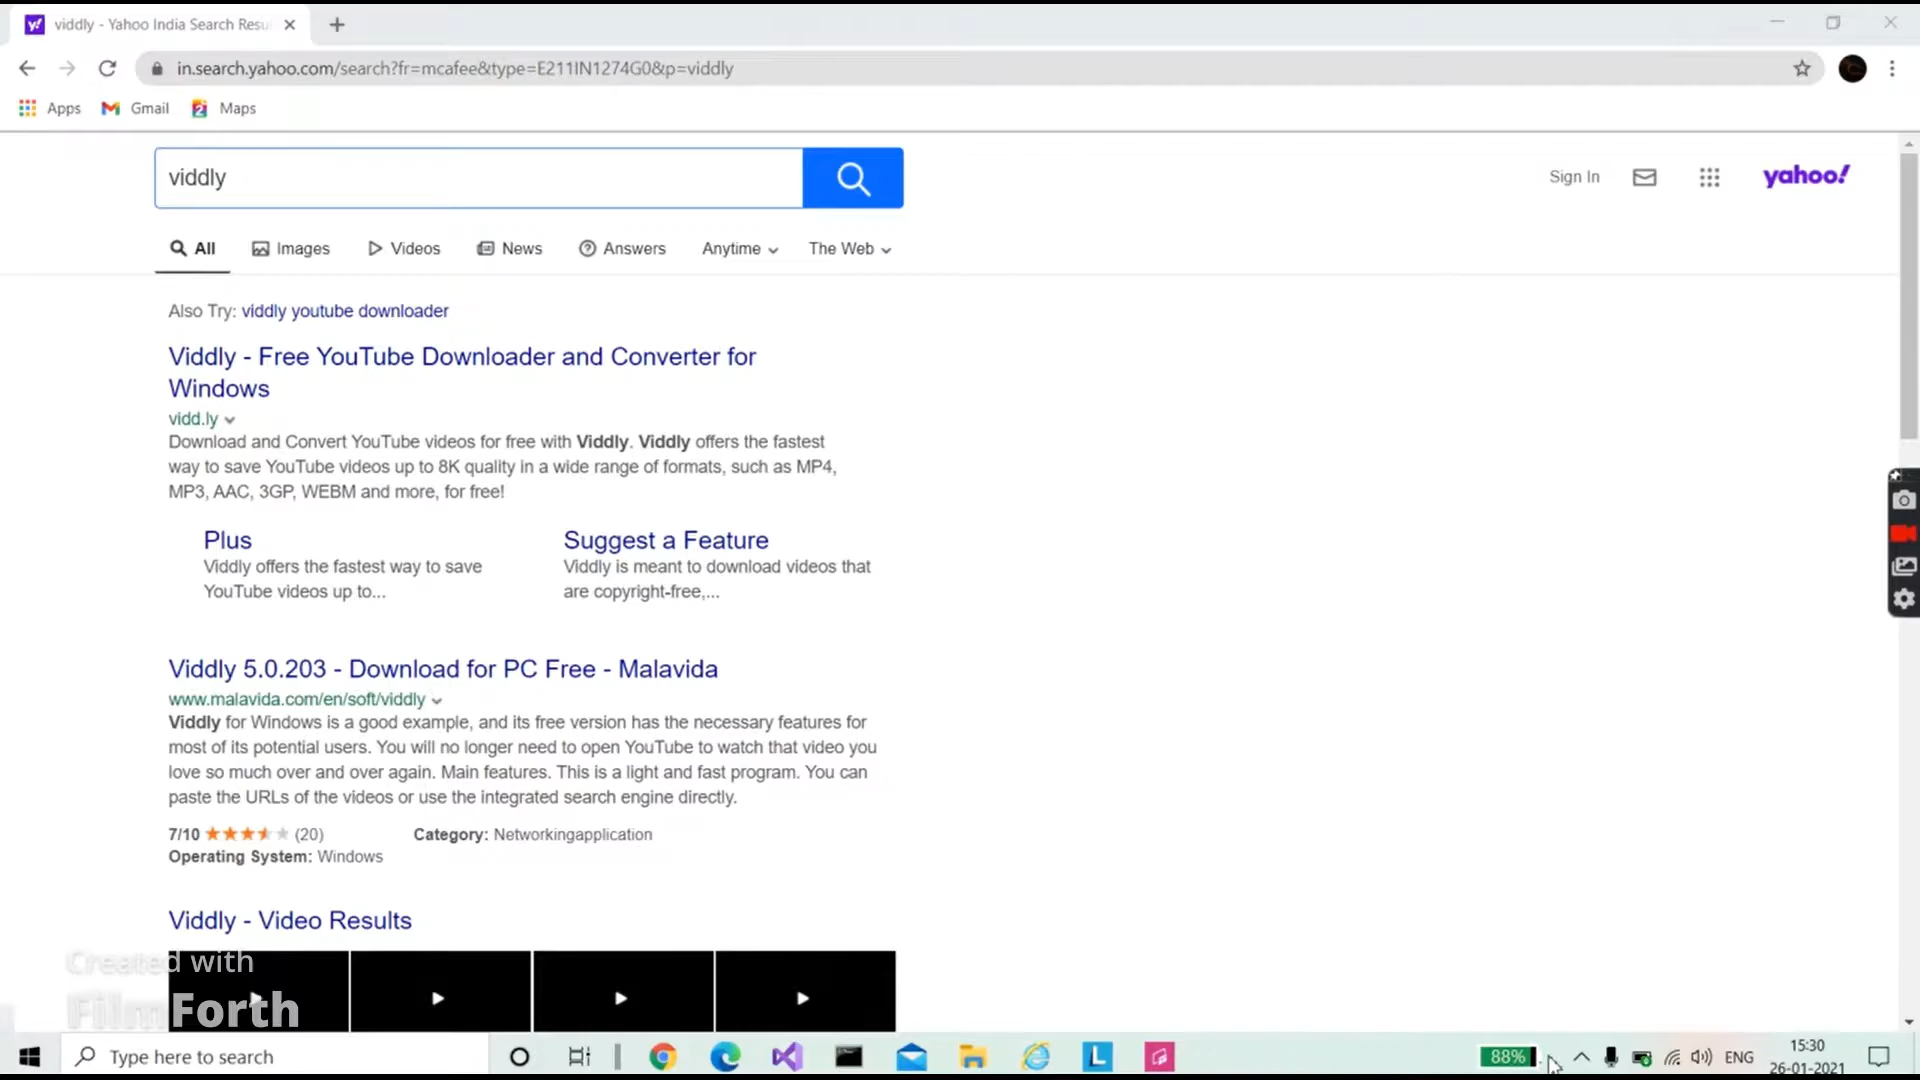 viddly - Yahoo India Search Resu
in.search.yahoo.com/search?fr=mcafee&type=E211IN1274G0&p=viddly
Apps Gmail Maps
viddly
Sign In yahoo!
All Images Videos News Answers Anytime The Web
Also Try: viddly youtube downloader
Viddly - Free YouTube Downloader and Converter for
Windows
vidd.ly
Download and Convert YouTube videos for free with Viddly. Viddly offers the fastest
way to save YouTube videos up to 8K quality in a wide range of formats, such as MP4,
MP3, AAC, 3GP, WEBM and more, for free!
Plus
Viddly offers the fastest way to save
YouTube videos up to...
Suggest a Feature
Viddly is meant to download videos that
are copyright-free,...
Viddly 5.0.203 - Download for PC Free - Malavida
www.malavida.com/en/soft/viddly
Viddly for Windows is a good example, and its free version has the necessary features for
most of its potential users. You will no longer need to open YouTube to watch that video you
love so much over and over again. Main features. This is a light and fast program. You can
paste the URLs of the videos or use the integrated search engine directly.
7/10 (20) Category: Networkingapplication
Operating System: Windows
Viddly - Video Results
Created with
FilmForth
Type here to search
88% ENG 15:30
26-01-2021